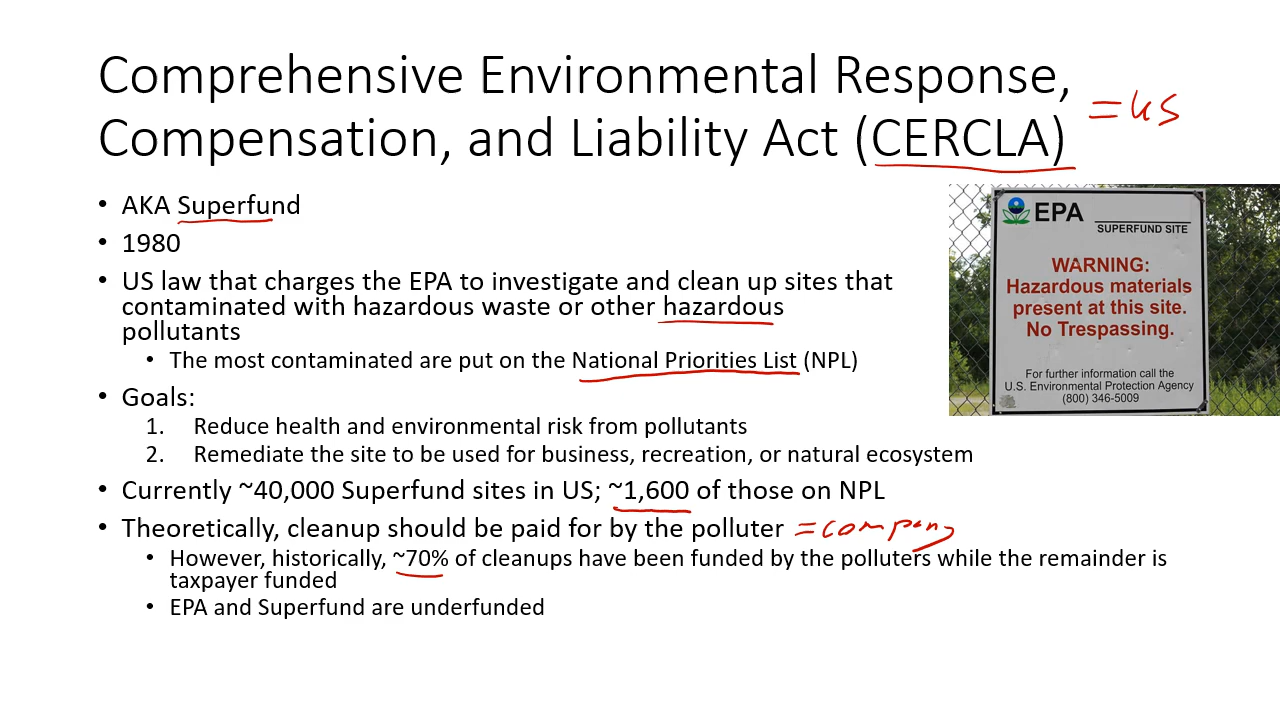 Comprehensive Environmental Response,
Compensation, and Liability Act (CERCLA)
=US
• AKA Superfund
• 1980
• US law that charges the EPA to investigate and clean up sites that
contaminated with hazardous waste or other hazardous
pollutants
• The most contaminated are put on the National Priorities List (NPL)
• Goals:
1. Reduce health and environmental risk from pollutants
2. Remediate the site to be used for business, recreation, or natural ecosystem
• Currently ~40,000 Superfund sites in US; ~1,600 of those on NPL
• Theoretically, cleanup should be paid for by the polluter =company
• However, historically, ~70% of cleanups have been funded by the polluters while the remainder is
taxpayer funded
• EPA and Superfund are underfunded
EPA
SUPERFUND SITE
WARNING:
Hazardous materials
present at this site.
No Trespassing.
For further information call the
U.S. Environmental Protection Agency
(800) 346-5009